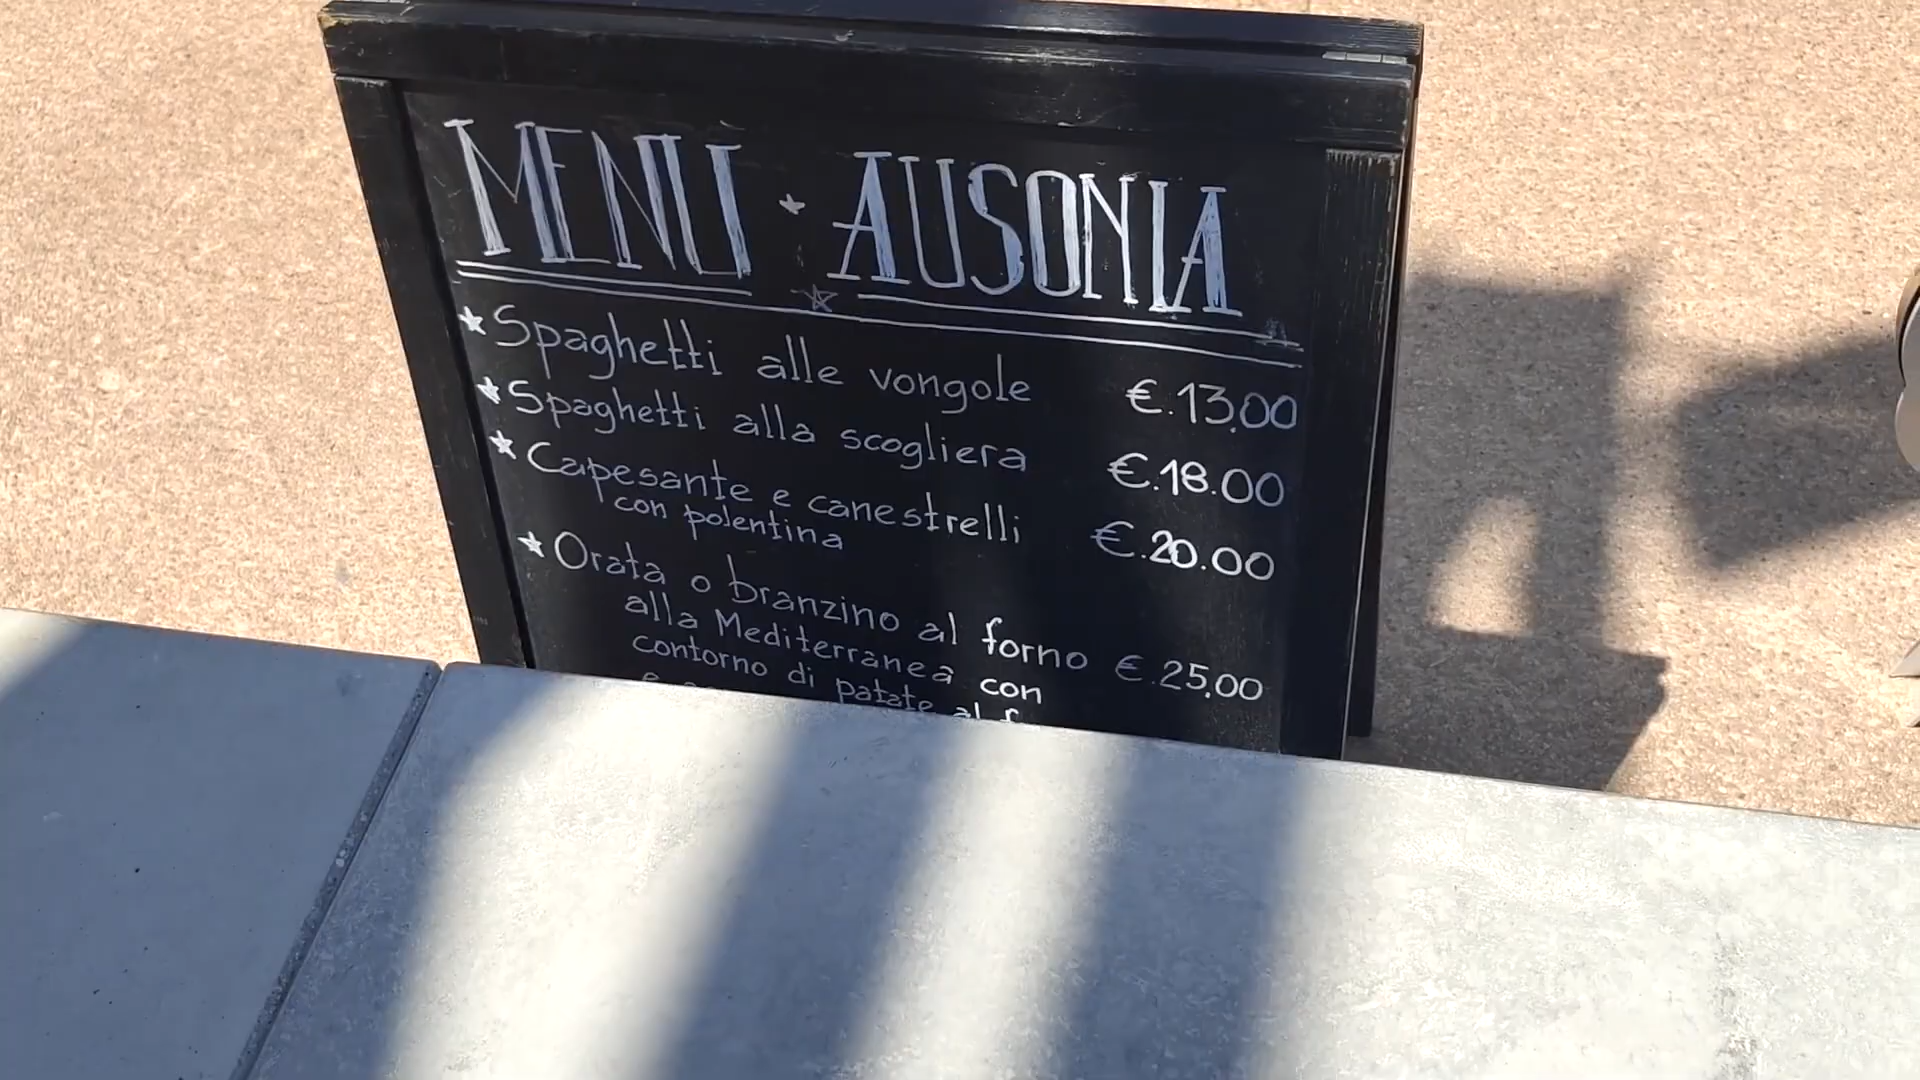 MENU ★ AUSONIA
★ Spaghetti alle vongole €.13,00
★ Spaghetti alla scogliera €.18.00
★ Capesante e canestrelli €.20.00
con polentina
★ Orata o branzino al forno €.25,00
alla Mediterranea con
contorno di patate al